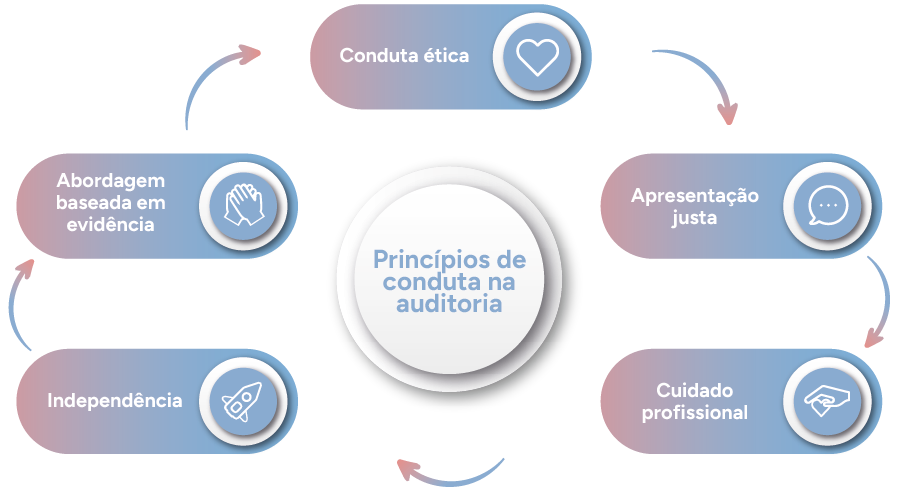 Conduta ética
Apresentação
justa
Cuidado
profissional
Independência
Abordagem
baseada em
evidência
Princípios de
conduta na
auditoria